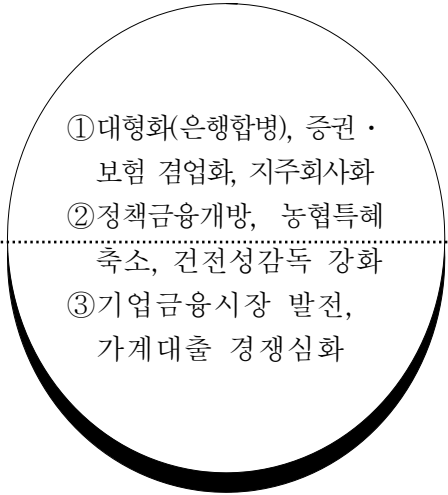 ①대형화(은행합병), 증권・
보험 겸업화, 지주회사화
②정책금융개방, 농협특혜
축소, 건전성감독 강화
③기업금융시장 발전,
가계대출 경쟁심화